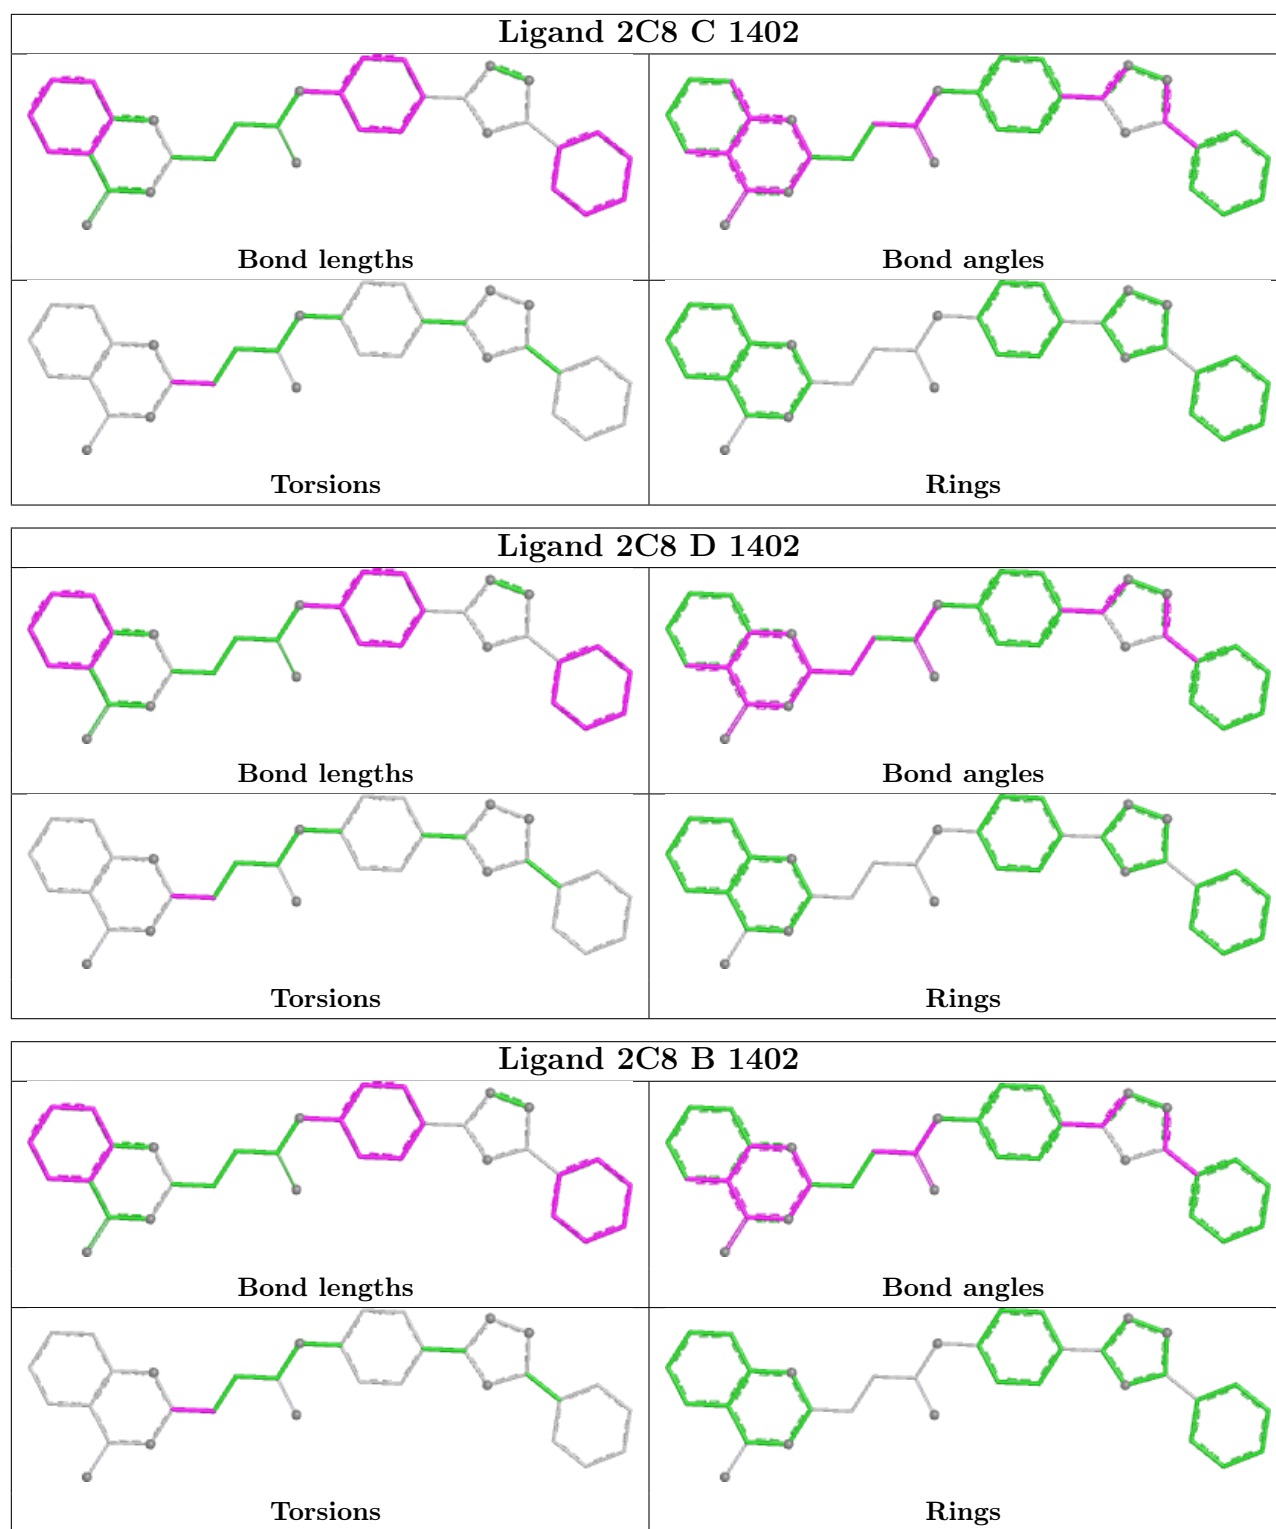 Ligand 2C8 C 1402
Bond lengths
Bond angles
Torsions
Rings
Ligand 2C8 D 1402
Bond lengths
Bond angles
Torsions
Rings
Ligand 2C8 B 1402
Bond lengths
Bond angles
Torsions
Rings